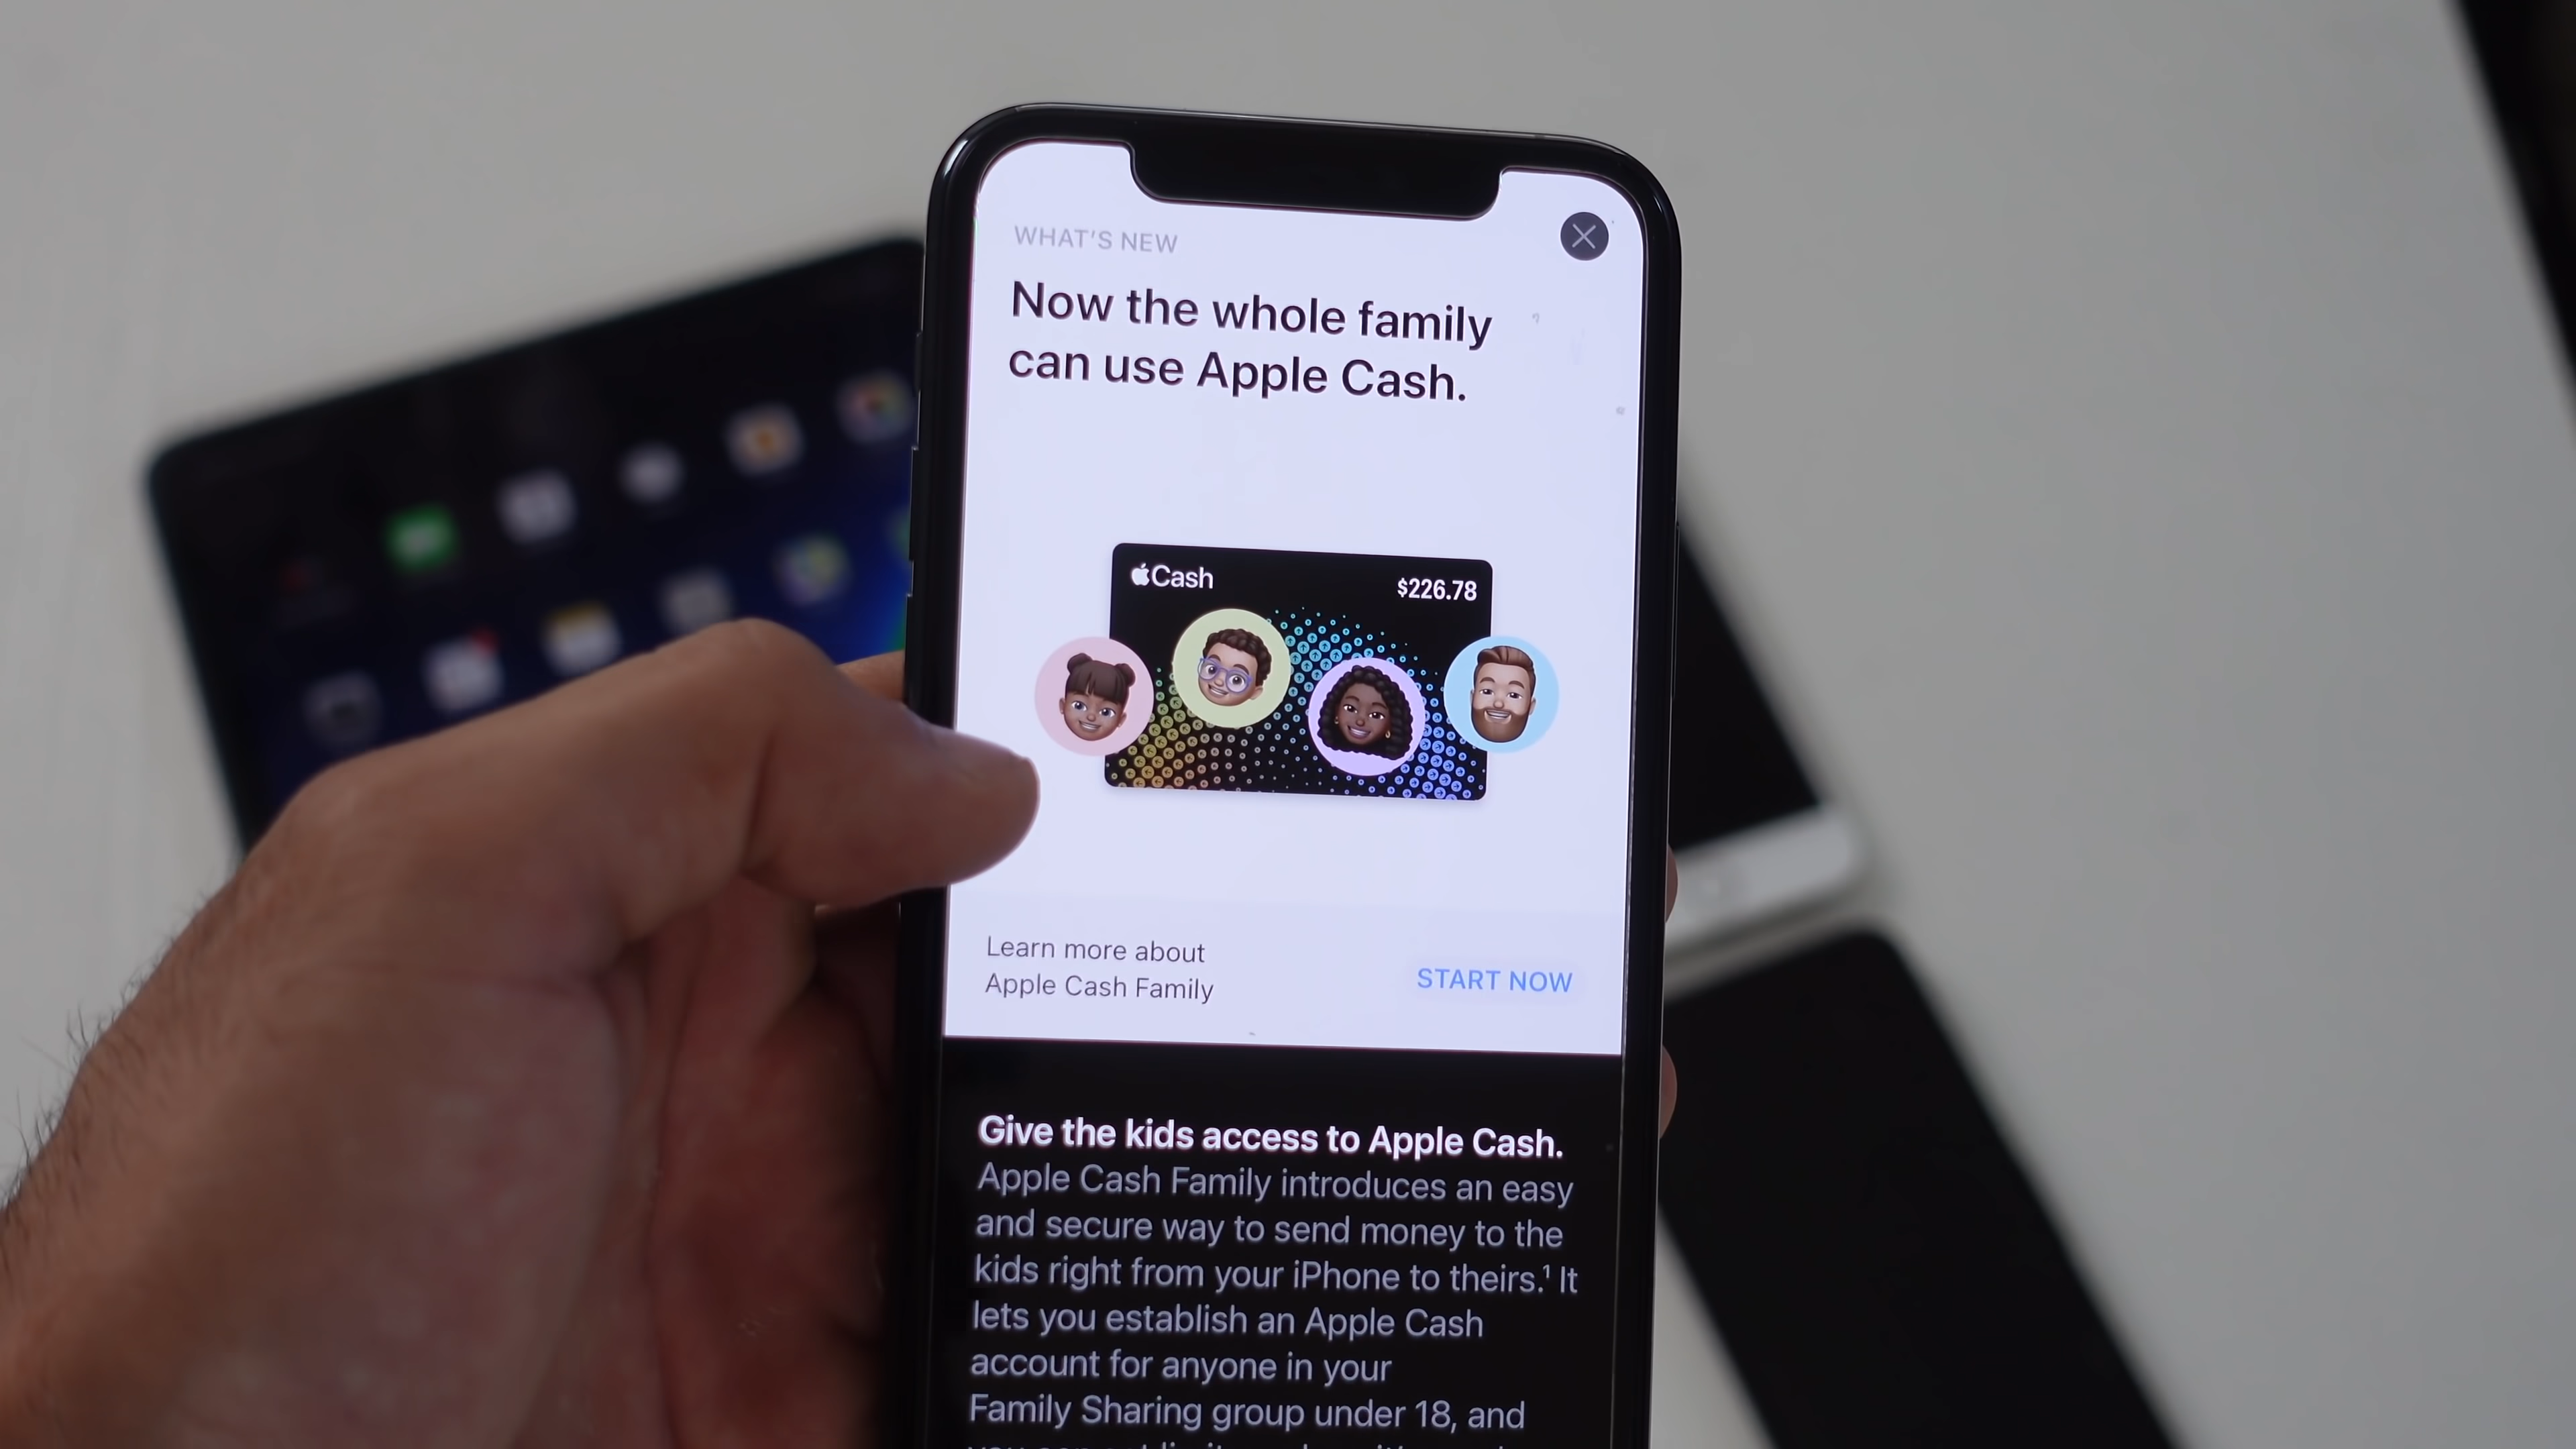 WHAT'S NEW
Now the whole family
can use Apple Cash.
Cash
$226.78
Learn more about
Apple Cash Family
START NOW
Give the kids access to Apple Cash.
Apple Cash Family introduces an easy
and secure way to send money to the
kids right from your iPhone to theirs.¹ It
lets you establish an Apple Cash
account for anyone in your
Family Sharing group under 18, and